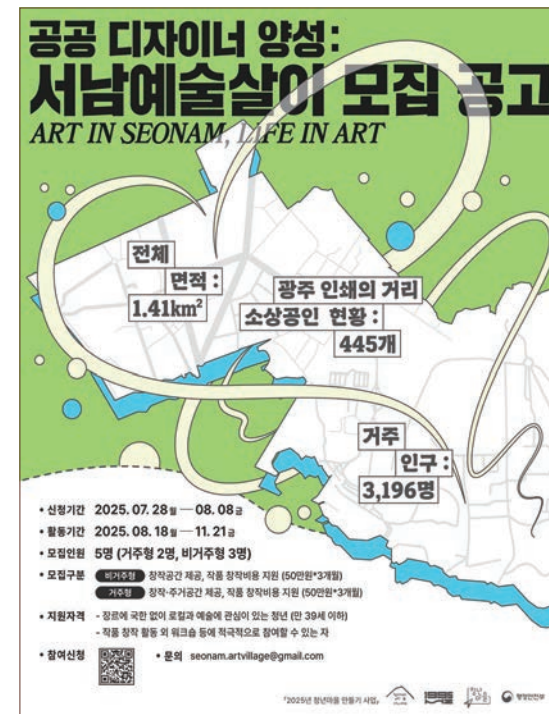 공공 디자이너 양성:
서남예술살이 모집 공고
ART IN SEONAM, LiFE IN ART
전체
면적 :
1.41km²
광주 인쇄의 거리
소상공인 현황 :
445개
거주
인구 :
3,196명
• 신청기간 2025. 07. 28 월 — 08. 08 금
• 활동기간 2025. 08. 18 월 — 11. 21 금
• 모집인원 5명 (거주형 2명, 비거주형 3명)
• 모집구분 비거주형 창작공간 제공, 작품 창작비용 지원 (50만원*3개월)
거주형 창작·주거공간 제공, 작품 창작비용 지원 (50만원*3개월)
• 지원자격 - 장르에 국한 없이 로컬과 예술에 관심이 있는 청년 (만 39세 이하)
- 작품 창작 활동 외 워크숍 등에 적극적으로 참여할 수 있는 자
• 참여신청 • 문의 seonam.artvillage@gmail.com
「2025년 청년마을 만들기 사업」 행정안전부